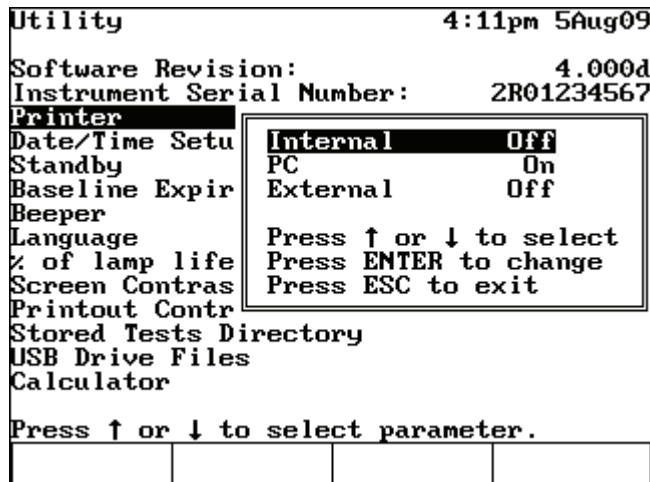 Utility 4:11pm 5Aug09
Software Revision: 4.000d
Instrument Serial Number: 2R01234567
Printer
Date/Time Setu
Standby
Baseline Expir
Beeper
Language
% of lamp life
Screen Contras
Printout Contr
Stored Tests Directory
USB Drive Files
Calculator
Internal Off
PC On
External Off
Press ↑ or ↓ to select
Press ENTER to change
Press ESC to exit
Press ↑ or ↓ to select parameter.